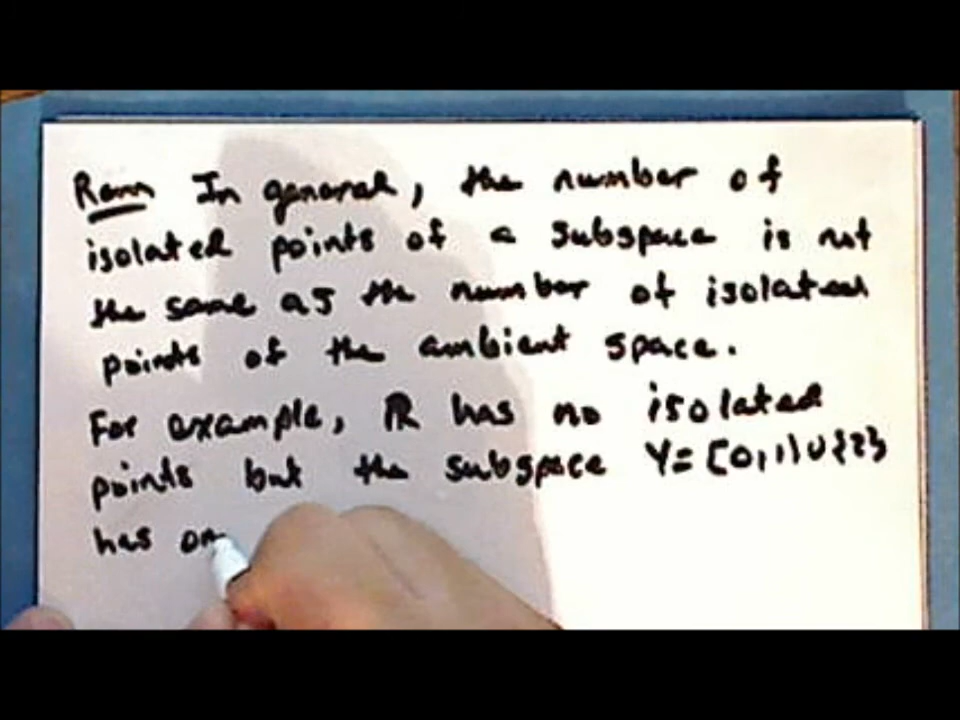 Rem In general, the number of
isolated points of a subspace is not
the same as the number of isolated
points of the ambient space.
For example, ℝ has no isolated
points but the subspace Y = [0,1) ∪ {2}
has on